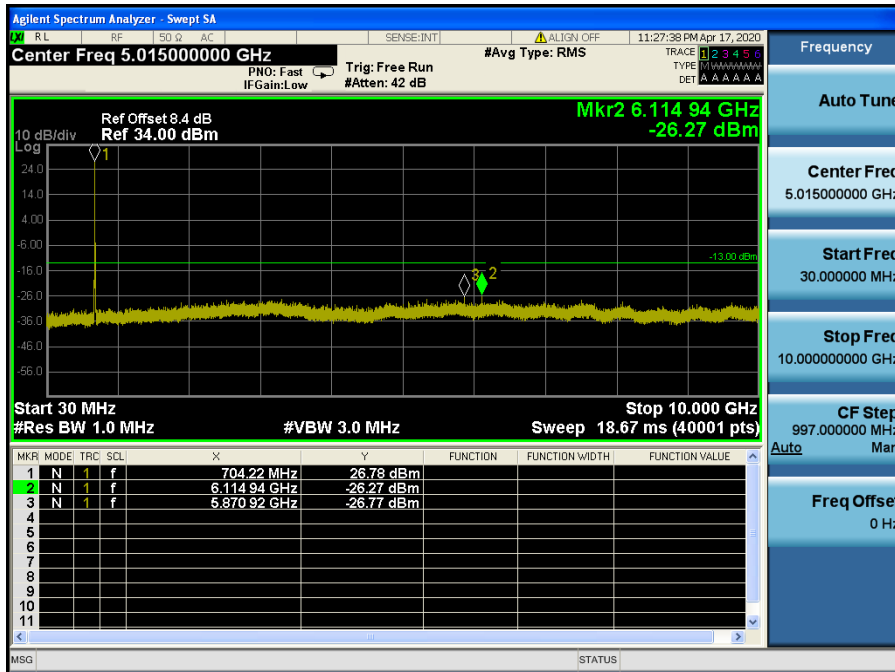 Agilent Spectrum Analyzer - Swept SA
LXI RL RF 50 Ω AC SENSE:INT ALIGN OFF 11:27:38 PM Apr 17, 2020
Center Freq 5.015000000 GHz
PNO: Fast
IFGain:Low
Trig: Free Run
#Atten: 42 dB
#Avg Type: RMS
TRACE 1 2 3 4 5 6
TYPE MWWWWW
DET A A A A A A
Mkr2 6.114 94 GHz
-26.27 dBm
Ref Offset 8.4 dB
10 dB/div Ref 34.00 dBm
Log
1
24.0
14.0
4.00
-6.00
-13.00 dBm
-16.0
3 2
-26.0
-36.0
-46.0
-56.0
Start 30 MHz Stop 10.000 GHz
#Res BW 1.0 MHz #VBW 3.0 MHz Sweep 18.67 ms (40001 pts)
MKR MODE TRC SCL X Y FUNCTION FUNCTION WIDTH FUNCTION VALUE
1 N 1 f 704.22 MHz 26.78 dBm
2 N 1 f 6.114 94 GHz -26.27 dBm
3 N 1 f 5.870 92 GHz -26.77 dBm
4
5
6
7
8
9
10
11
MSG STATUS
Frequency
Auto Tune
Center Freq
5.015000000 GHz
Start Freq
30.000000 MHz
Stop Freq
10.000000000 GHz
CF Step
997.000000 MHz
Auto Man
Freq Offset
0 Hz